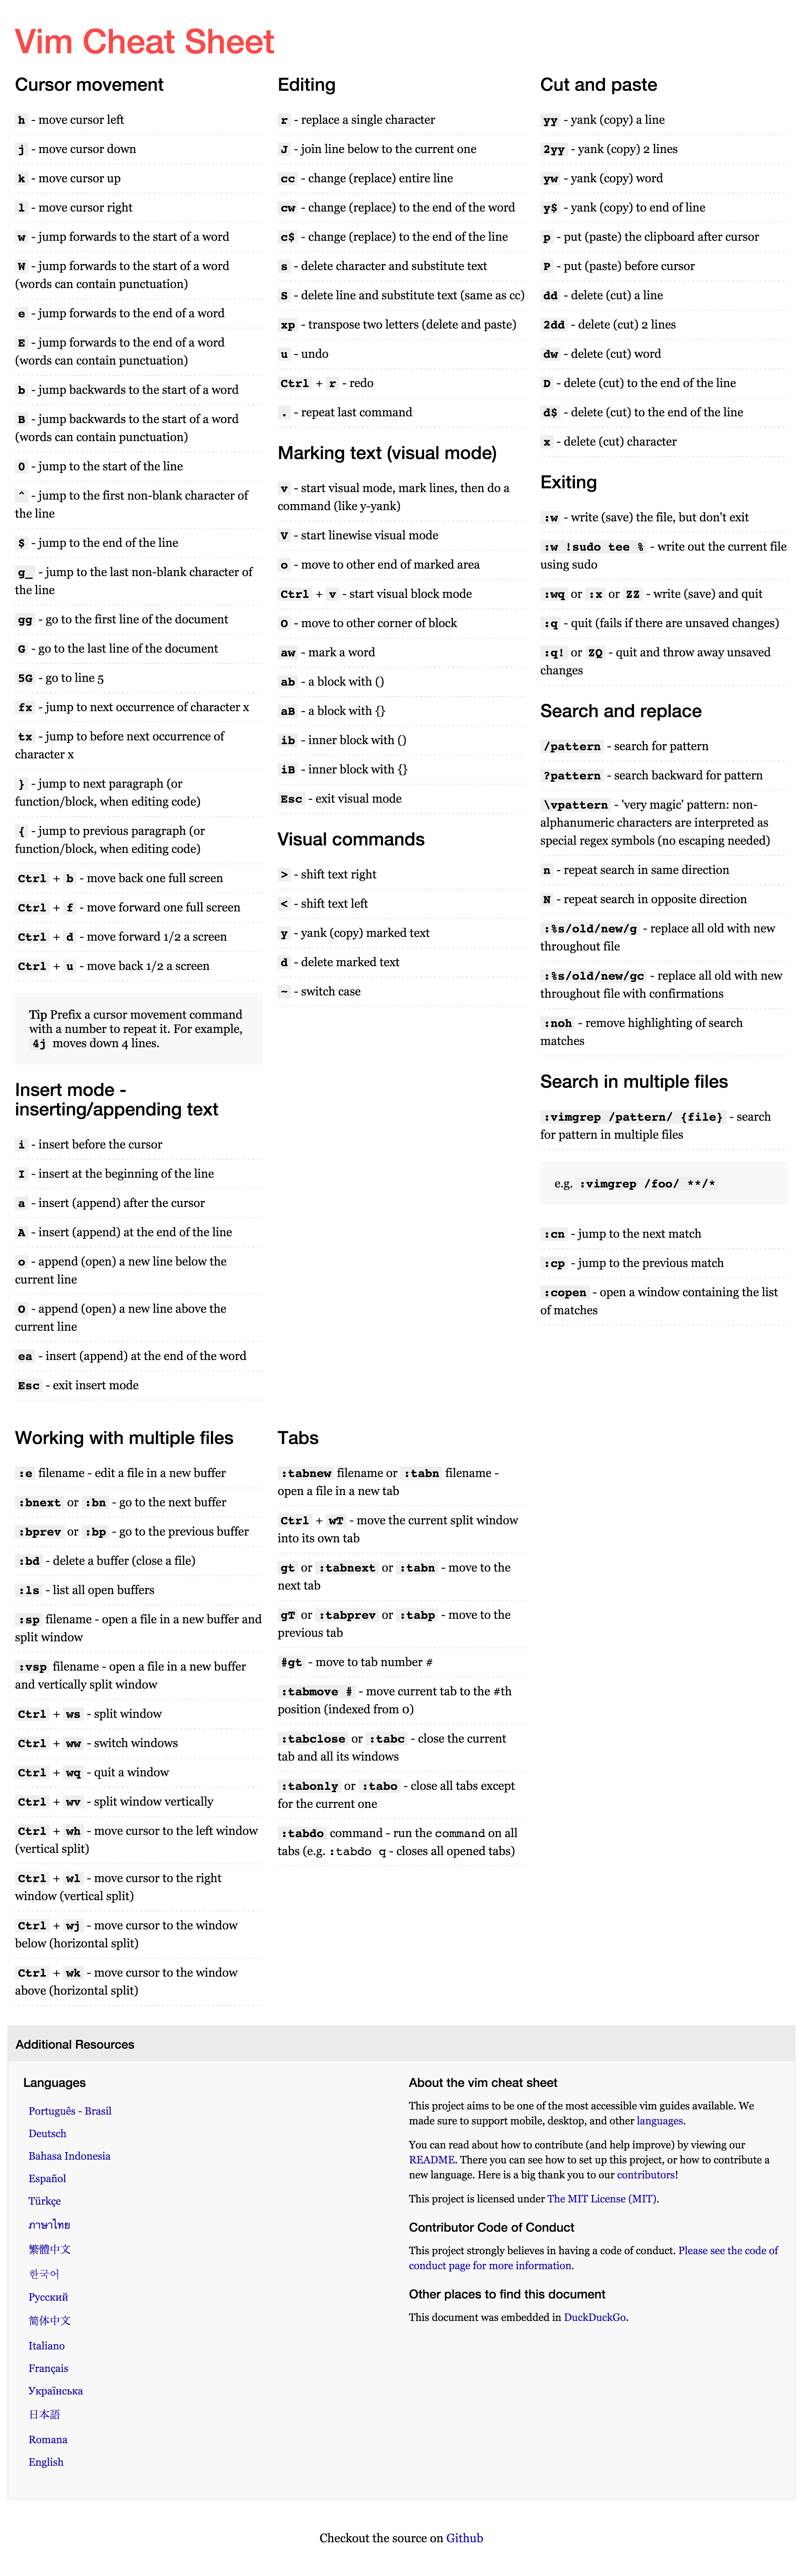 Vim Cheat Sheet
Cursor movement
h - move cursor left
j - move cursor down
k - move cursor up
l - move cursor right
w - jump forwards to the start of a word
W - jump forwards to the start of a word
(words can contain punctuation)
e - jump forwards to the end of a word
E - jump forwards to the end of a word
(words can contain punctuation)
b - jump backwards to the start of a word
B - jump backwards to the start of a word
(words can contain punctuation)
0 - jump to the start of the line
^ - jump to the first non-blank character of
the line
$ - jump to the end of the line
g_ - jump to the last non-blank character of
the line
gg - go to the first line of the document
G - go to the last line of the document
5G - go to line 5
fx - jump to next occurrence of character x
tx - jump to before next occurrence of
character x
} - jump to next paragraph (or
function/block, when editing code)
{ - jump to previous paragraph (or
function/block, when editing code)
Ctrl + b - move back one full screen
Ctrl + f - move forward one full screen
Ctrl + d - move forward 1/2 a screen
Ctrl + u - move back 1/2 a screen
Tip Prefix a cursor movement command
with a number to repeat it. For example,
4j moves down 4 lines.
Insert mode -
inserting/appending text
i - insert before the cursor
I - insert at the beginning of the line
a - insert (append) after the cursor
A - insert (append) at the end of the line
o - append (open) a new line below the
current line
O - append (open) a new line above the
current line
ea - insert (append) at the end of the word
Esc - exit insert mode
Editing
r - replace a single character
J - join line below to the current one
cc - change (replace) entire line
cw - change (replace) to the end of the word
c$ - change (replace) to the end of the line
s - delete character and substitute text
S - delete line and substitute text (same as cc)
xp - transpose two letters (delete and paste)
u - undo
Ctrl + r - redo
. - repeat last command
Marking text (visual mode)
v - start visual mode, mark lines, then do a
command (like y-yank)
V - start linewise visual mode
o - move to other end of marked area
Ctrl + v - start visual block mode
O - move to other corner of block
aw - mark a word
ab - a block with ()
aB - a block with {}
ib - inner block with ()
iB - inner block with {}
Esc - exit visual mode
Visual commands
> - shift text right
< - shift text left
y - yank (copy) marked text
d - delete marked text
~ - switch case
Cut and paste
yy - yank (copy) a line
2yy - yank (copy) 2 lines
yw - yank (copy) word
y$ - yank (copy) to end of line
p - put (paste) the clipboard after cursor
P - put (paste) before cursor
dd - delete (cut) a line
2dd - delete (cut) 2 lines
dw - delete (cut) word
D - delete (cut) to the end of the line
d$ - delete (cut) to the end of the line
x - delete (cut) character
Exiting
:w - write (save) the file, but don't exit
:w !sudo tee % - write out the current file
using sudo
:wq or :x or ZZ - write (save) and quit
:q - quit (fails if there are unsaved changes)
:q! or ZQ - quit and throw away unsaved
changes
Search and replace
/pattern - search for pattern
?pattern - search backward for pattern
\vpattern - 'very magic' pattern: non-
alphanumeric characters are interpreted as
special regex symbols (no escaping needed)
n - repeat search in same direction
N - repeat search in opposite direction
:%s/old/new/g - replace all old with new
throughout file
:%s/old/new/gc - replace all old with new
throughout file with confirmations
:noh - remove highlighting of search
matches
Search in multiple files
:vimgrep /pattern/ {file} - search
for pattern in multiple files
e.g. :vimgrep /foo/ **/*
:cn - jump to the next match
:cp - jump to the previous match
:copen - open a window containing the list
of matches
Working with multiple files
:e filename - edit a file in a new buffer
:bnext or :bn - go to the next buffer
:bprev or :bp - go to the previous buffer
:bd - delete a buffer (close a file)
:ls - list all open buffers
:sp filename - open a file in a new buffer and
split window
:vsp filename - open a file in a new buffer
and vertically split window
Ctrl + ws - split window
Ctrl + ww - switch windows
Ctrl + wq - quit a window
Ctrl + wv - split window vertically
Ctrl + wh - move cursor to the left window
(vertical split)
Ctrl + wl - move cursor to the right
window (vertical split)
Ctrl + wj - move cursor to the window
below (horizontal split)
Ctrl + wk - move cursor to the window
above (horizontal split)
Tabs
:tabnew filename or :tabn filename -
open a file in a new tab
Ctrl + wT - move the current split window
into its own tab
gt or :tabnext or :tabn - move to the
next tab
gT or :tabprev or :tabp - move to the
previous tab
#gt - move to tab number #
:tabmove # - move current tab to the #th
position (indexed from 0)
:tabclose or :tabc - close the current
tab and all its windows
:tabonly or :tabo - close all tabs except
for the current one
:tabdo command - run the command on all
tabs (e.g. :tabdo q - closes all opened tabs)
Additional Resources
Languages
Português - Brasil
Deutsch
Bahasa Indonesia
Español
Türkçe
ภาษาไทย
繁體中文
한국어
Русский
简体中文
Italiano
Français
Українська
日本語
Romana
English
About the vim cheat sheet
This project aims to be one of the most accessible vim guides available. We
made sure to support mobile, desktop, and other languages.
You can read about how to contribute (and help improve) by viewing our
README. There you can see how to set up this project, or how to contribute a
new language. Here is a big thank you to our contributors!
This project is licensed under The MIT License (MIT).
Contributor Code of Conduct
This project strongly believes in having a code of conduct. Please see the code of
conduct page for more information.
Other places to find this document
This document was embedded in DuckDuckGo.
Checkout the source on Github